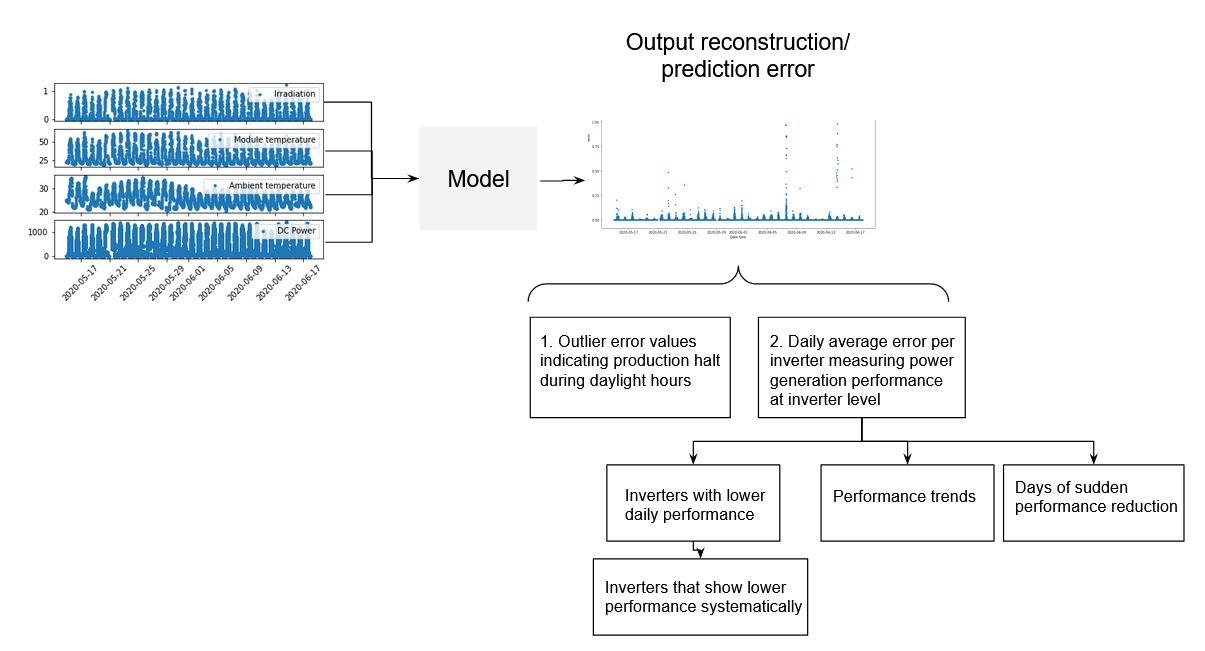 Output reconstruction/
prediction error
1
0
Irradiation
50
25
Module temperature
30
20
Ambient temperature
1000
0
DC Power
2020-05-17
2020-05-21
2020-05-25
2020-05-29
2020-06-01
2020-06-05
2020-06-09
2020-06-13
2020-06-17
Model
1.00
0.75
0.50
0.25
0.00
error
2020-05-17 2020-05-21 2020-05-25 2020-05-29 2020-06-01 2020-06-05 2020-06-09 2020-06-13 2020-06-17
Date time
1. Outlier error values
indicating production halt
during daylight hours
2. Daily average error per
inverter measuring power
generation performance
at inverter level
Inverters with lower
daily performance
Performance trends
Days of sudden
performance reduction
Inverters that show lower
performance systematically